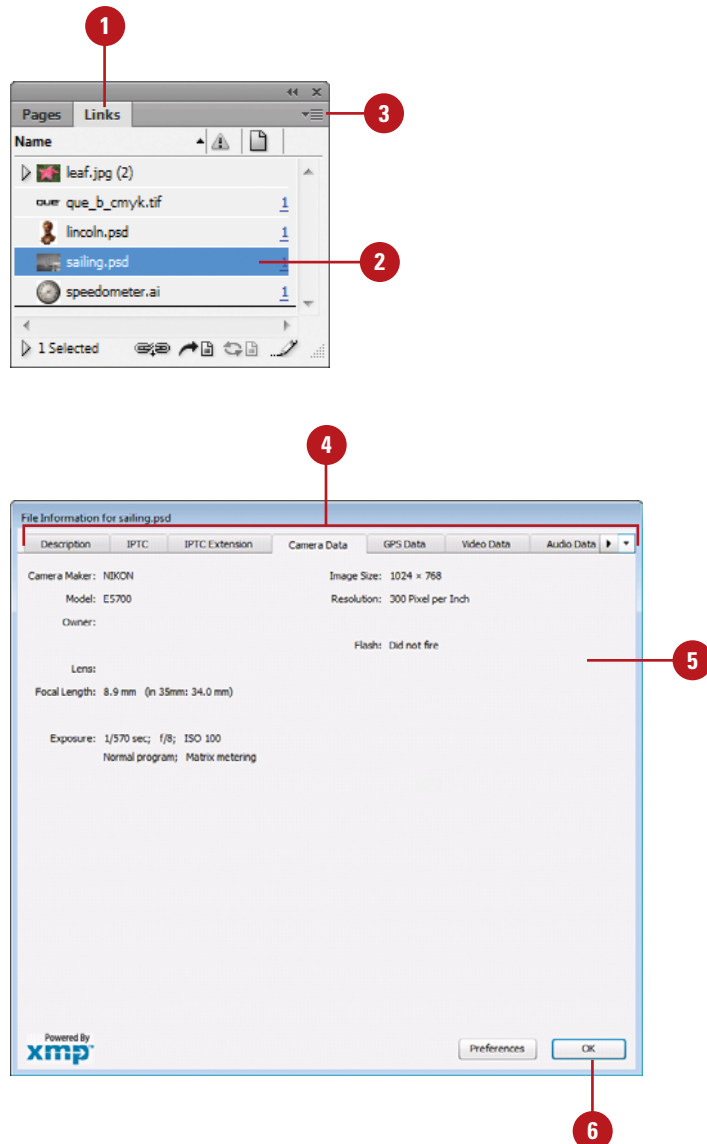 1
Pages Links
3
Name
leaf.jpg (2)
que que_b_cmyk.tif 1
lincoln.psd 1
sailing.psd 1
2
speedometer.ai 1
1 Selected
4
File Information for sailing.psd
Description IPTC IPTC Extension Camera Data GPS Data Video Data Audio Data
Camera Maker: NIKON Image Size: 1024 × 768
Model: E5700 Resolution: 300 Pixel per Inch
Owner:
Flash: Did not fire
5
Lens:
Focal Length: 8.9 mm (in 35mm: 34.0 mm)
Exposure: 1/570 sec; f/8; ISO 100
Normal program; Matrix metering
Powered By
xmp
Preferences OK
6